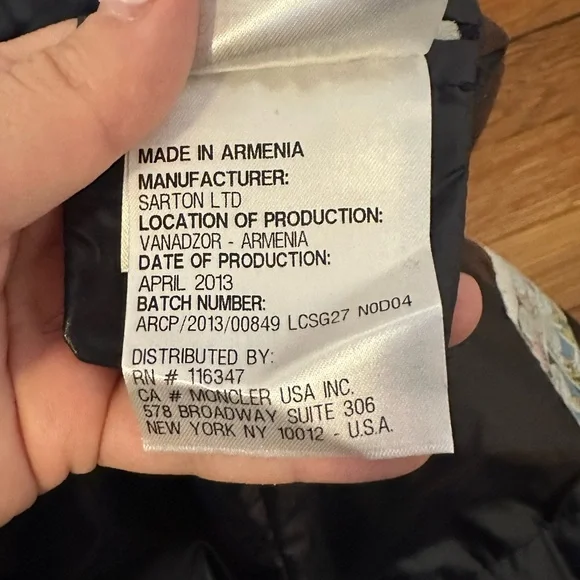 MADE IN ARMENIA
MANUFACTURER:
SARTON LTD
LOCATION OF PRODUCTION:
VANADZOR - ARMENIA
DATE OF PRODUCTION:
APRIL 2013
BATCH NUMBER:
ARCP/2013/00849 LCSG27 N0D04
DISTRIBUTED BY:
RN # 116347
CA # MONCLER USA INC.
578 BROADWAY SUITE 306
NEW YORK NY 10012 - U.S.A.